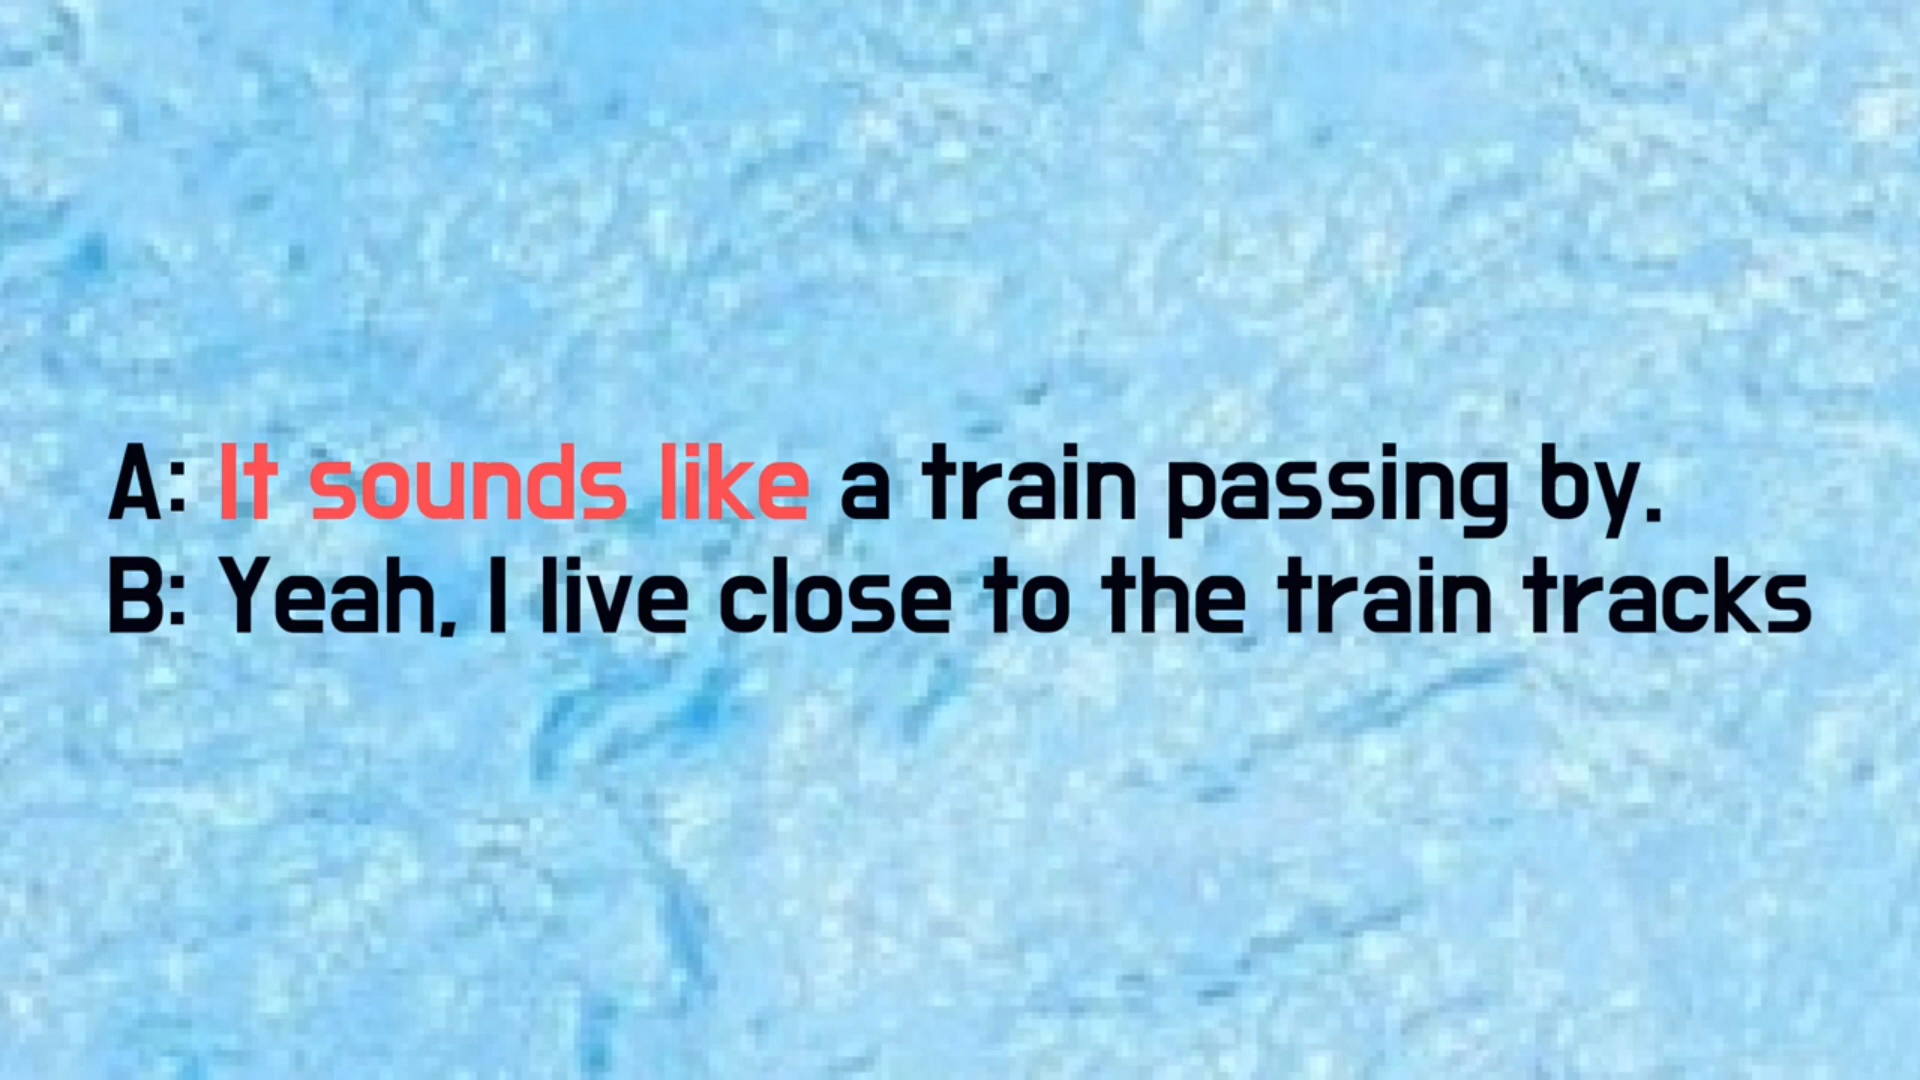 A: It sounds like a train passing by.
B: Yeah, I live close to the train tracks